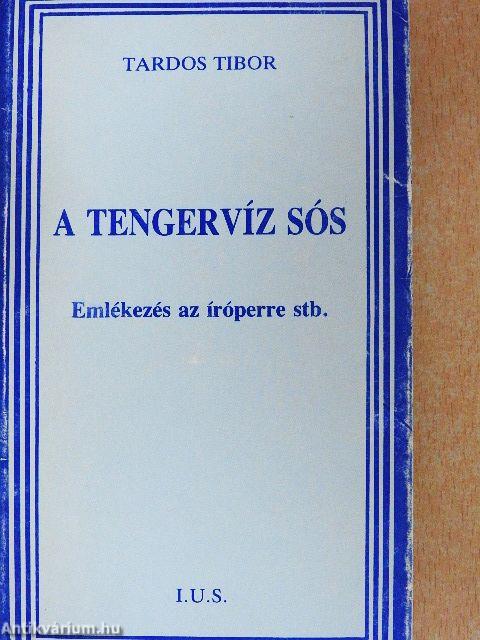 TARDOS TIBOR
A TENGERVÍZ SÓS
Emlékezés az íróperre stb.
I.U.S.
Antikvárium.hu